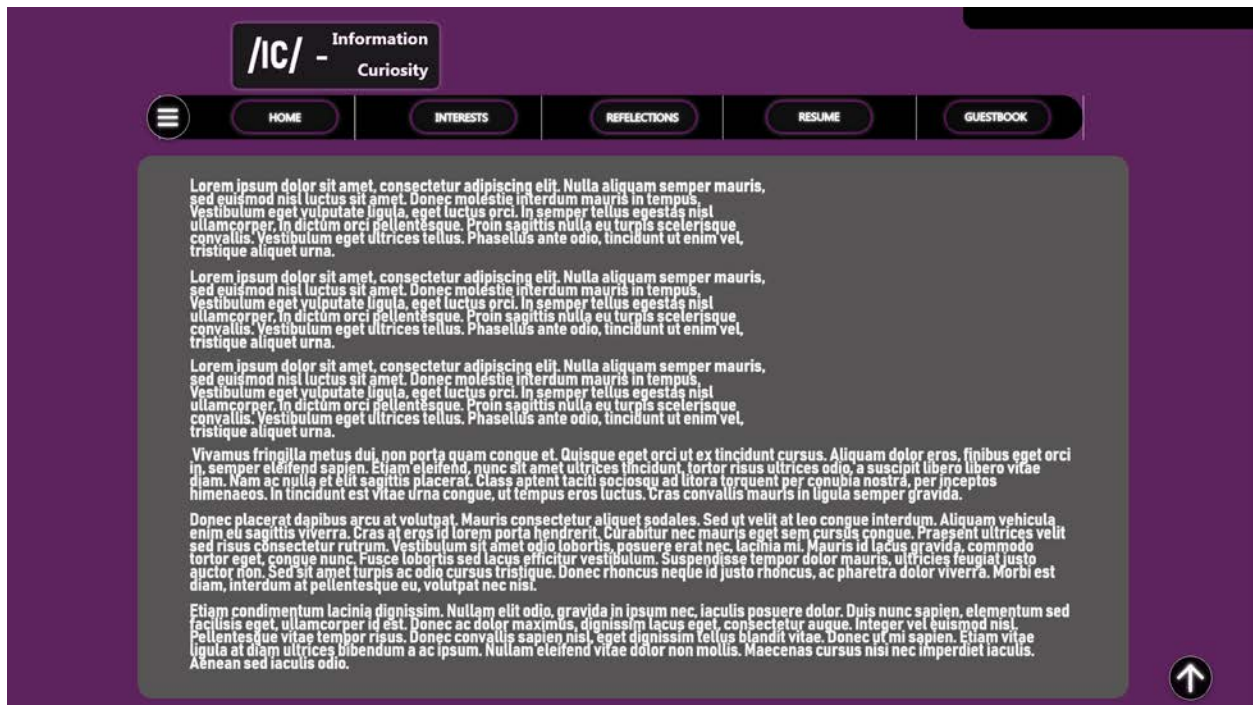 /IC/ - Information
Curiosity
HOME
INTERESTS
REFELECTIONS
RESUME
GUESTBOOK
Lorem ipsum dolor sit amet, consectetur adipiscing elit. Nulla aliquam semper mauris,
sed euismod nisl luctus sit amet. Donec molestie interdum mauris in tempus.
Vestibulum eget vulputate ligula, eget luctus orci. In semper tellus egestas nisl
ullamcorper, in dictum orci pellentesque. Proin sagittis nulla eu turpis scelerisque
convallis. Vestibulum eget ultrices tellus. Phasellus ante odio, tincidunt ut enim vel,
tristique aliquet urna.
Lorem ipsum dolor sit amet, consectetur adipiscing elit. Nulla aliquam semper mauris,
sed euismod nisl luctus sit amet. Donec molestie interdum mauris in tempus.
Vestibulum eget vulputate ligula, eget luctus orci. In semper tellus egestas nisl
ullamcorper, in dictum orci pellentesque. Proin sagittis nulla eu turpis scelerisque
convallis. Vestibulum eget ultrices tellus. Phasellus ante odio, tincidunt ut enim vel,
tristique aliquet urna.
Lorem ipsum dolor sit amet, consectetur adipiscing elit. Nulla aliquam semper mauris,
sed euismod nisl luctus sit amet. Donec molestie interdum mauris in tempus.
Vestibulum eget vulputate ligula, eget luctus orci. In semper tellus egestas nisl
ullamcorper, in dictum orci pellentesque. Proin sagittis nulla eu turpis scelerisque
convallis. Vestibulum eget ultrices tellus. Phasellus ante odio, tincidunt ut enim vel,
tristique aliquet urna.
Vivamus fringilla metus dui, non porta quam congue et. Quisque eget orci ut ex tincidunt cursus. Aliquam dolor eros, finibus eget orci
in, semper eleifend sapien. Etiam eleifend, nunc sit amet ultrices tincidunt, tortor risus ultrices odio, a suscipit libero libero vitae
diam. Nam ac nulla et elit sagittis placerat. Class aptent taciti sociosqu ad litora torquent per conubia nostra, per inceptos
himenaeos. In tincidunt est vitae urna congue, ut tempus eros luctus. Cras convallis mauris in ligula semper gravida.
Donec placerat dapibus arcu at volutpat. Mauris consectetur aliquet sodales. Sed ut velit at leo congue interdum. Aliquam vehicula
enim eu sagittis viverra. Cras at eros id lorem porta hendrerit. Curabitur nec mauris eget sem cursus congue. Praesent ultrices velit
sed risus consectetur rutrum. Vestibulum sit amet odio lobortis, posuere erat nec, lacinia mi. Mauris id lacus gravida, commodo
tortor eget, congue nunc. Fusce lobortis sed lacus efficitur vestibulum. Suspendisse tempor dolor mauris, ultricies feugiat justo
auctor non. Sed sit amet turpis ac odio cursus tristique. Donec rhoncus neque id justo rhoncus, ac pharetra dolor viverra. Morbi est
diam, interdum at pellentesque eu, volutpat nec nisi.
Etiam condimentum lacinia dignissim. Nullam elit odio, gravida in ipsum nec, iaculis posuere dolor. Duis nunc sapien, elementum sed
facilisis eget, ullamcorper id est. Donec ac dolor maximus, dignissim lacus eget, consectetur augue. Integer vel euismod nisl.
Pellentesque vitae tempor risus. Donec convallis sapien nisl, eget dignissim tellus blandit vitae. Donec ut mi sapien. Etiam vitae
ligula at diam ultrices bibendum a ac ipsum. Nullam eleifend vitae dolor non mollis. Maecenas cursus nisi nec imperdiet iaculis.
Aenean sed iaculis odio.